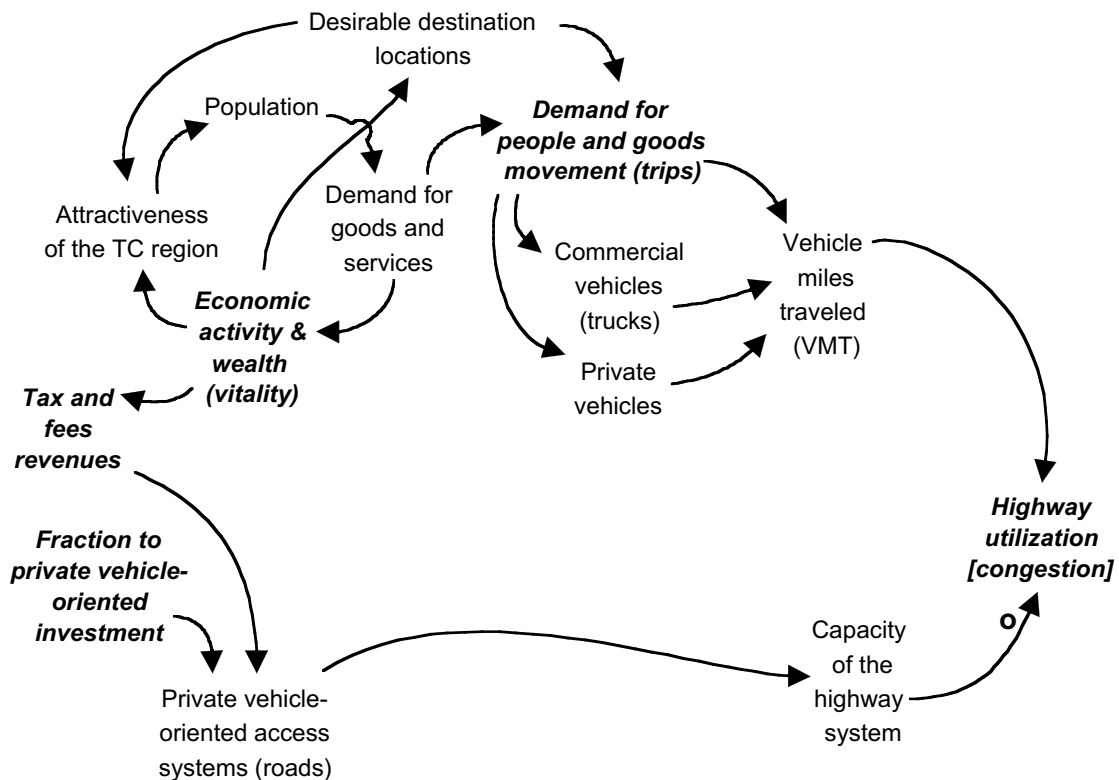 Desirable destination
locations
Population
Demand for
people and goods
movement (trips)
Attractiveness
of the TC region
Demand for
goods and
services
Commercial
vehicles
(trucks)
Vehicle
miles
traveled
(VMT)
Economic
activity &
wealth
(vitality)
Private
vehicles
Tax and
fees
revenues
Highway
utilization
[congestion]
Fraction to
private vehicle-
oriented
investment
o
Capacity
of the
highway
system
Private vehicle-
oriented access
systems (roads)